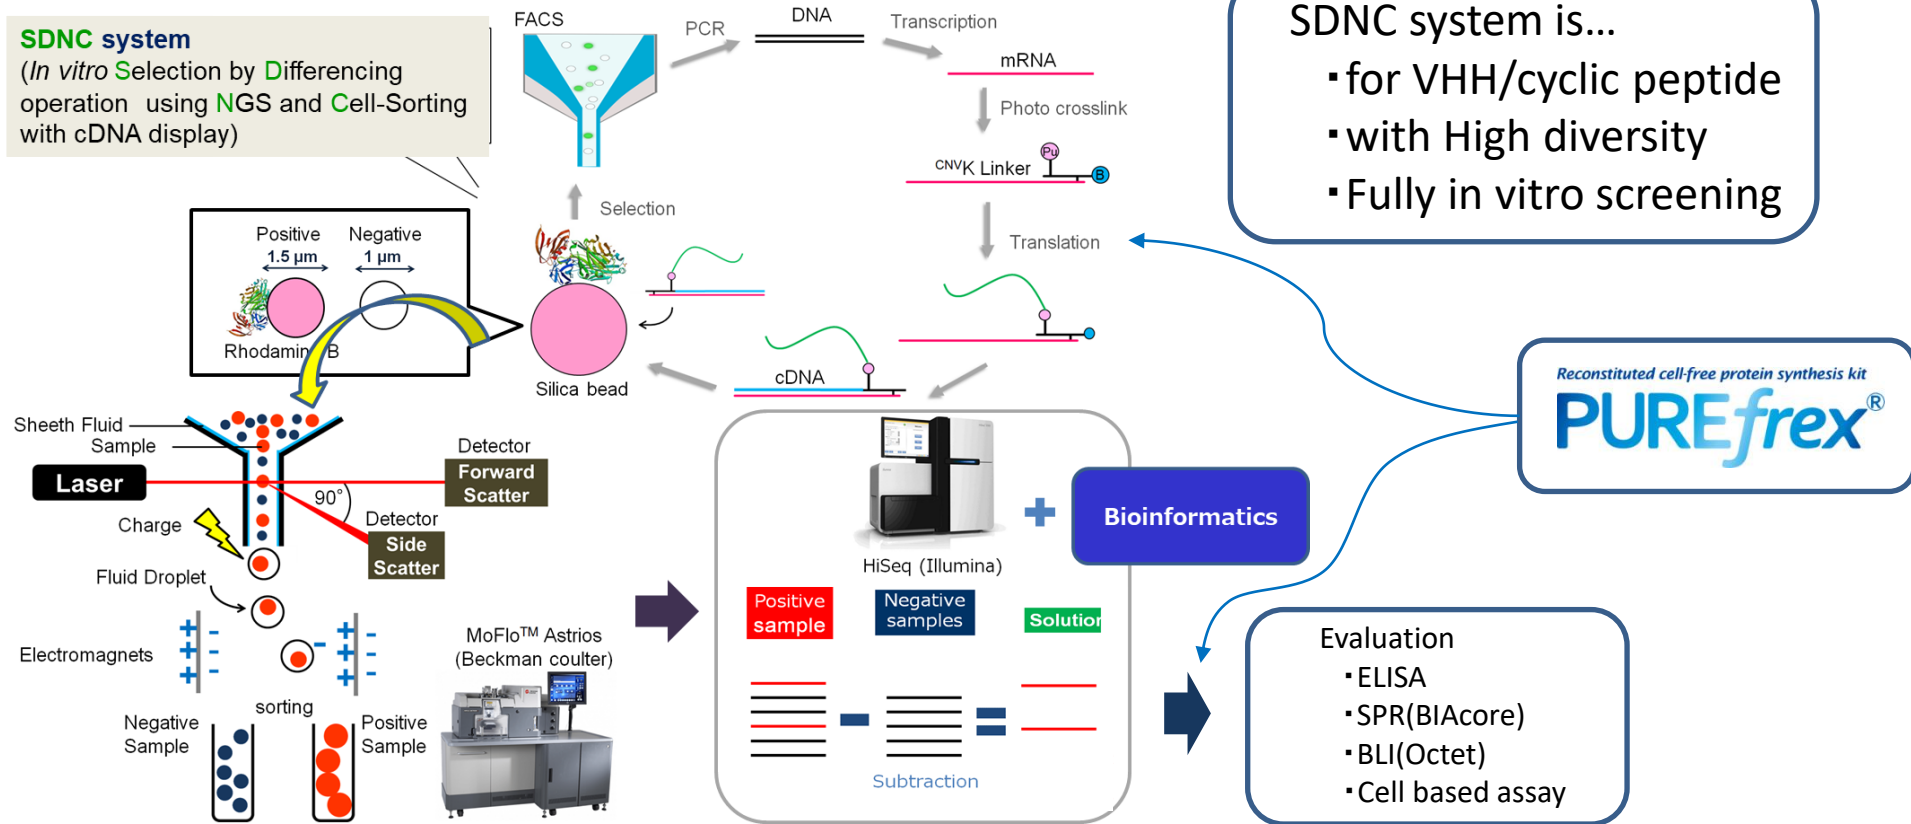 SDNC system
(In vitro Selection by Differencing
operation using NGS and Cell-Sorting
with cDNA display)
FACS
PCR
DNA
Transcription
mRNA
Photo crosslink
Pu
CNVK Linker
B
Translation
Selection
cDNA
Silica bead
Positive
1.5 µm
Negative
1 µm
Rhodamin B
SDNC system is...
・for VHH/cyclic peptide
・with High diversity
・Fully in vitro screening
Reconstituted cell-free protein synthesis kit
PUREfrex®
Sheeth Fluid
Sample
Laser
Detector
Forward
Scatter
90°
Detector
Side
Scatter
Charge
Fluid Droplet
Electromagnets
+ -
+ -
+ -
-
+ -
+ -
+ -
sorting
Negative
Sample
Positive
Sample
MoFlo™ Astrios
(Beckman coulter)
HiSeq (Illumina)
+
Bioinformatics
Positive
sample
Negative
samples
Solution
- =
Subtraction
Evaluation
・ELISA
・SPR(BIAcore)
・BLI(Octet)
・Cell based assay